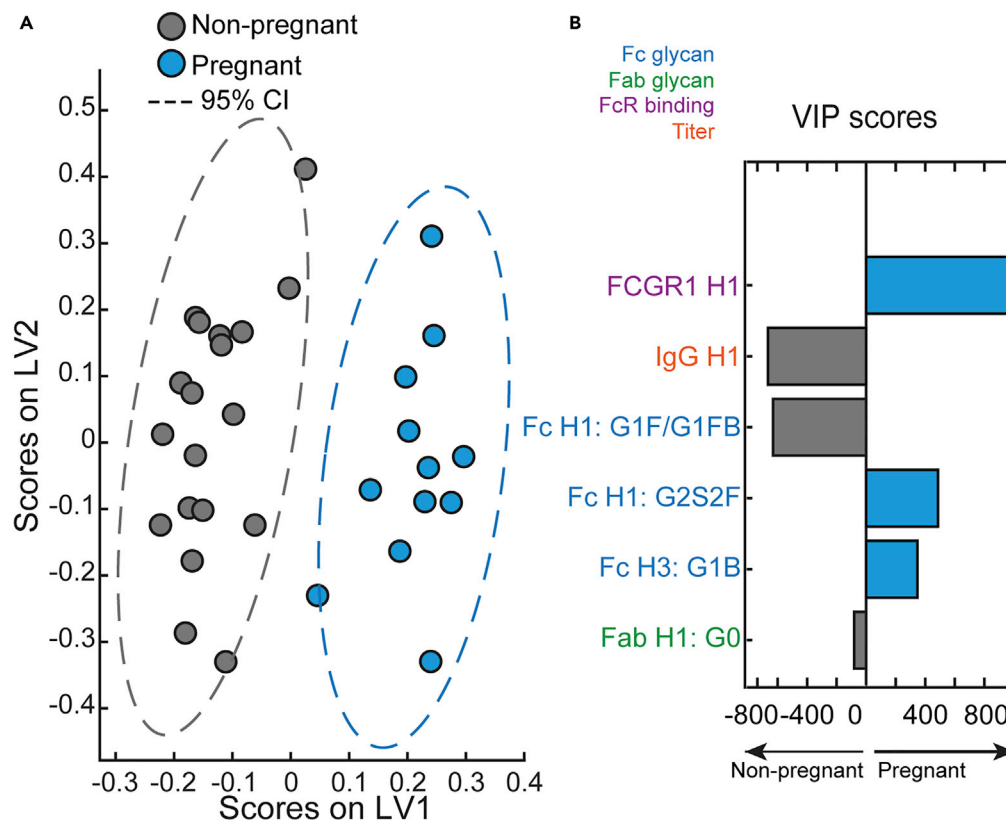 A
Non-pregnant
Pregnant
95% CI
Scores on LV2
0.5
0.4
0.3
0.2
0.1
0
-0.1
-0.2
-0.3
-0.4
-0.3 -0.2 -0.1 0 0.1 0.2 0.3 0.4
Scores on LV1
B
Fc glycan
Fab glycan
FcR binding
Titer
VIP scores
FCGR1 H1
IgG H1
Fc H1: G1F/G1FB
Fc H1: G2S2F
Fc H3: G1B
Fab H1: G0
-800 -400 0 400 800
Non-pregnant Pregnant